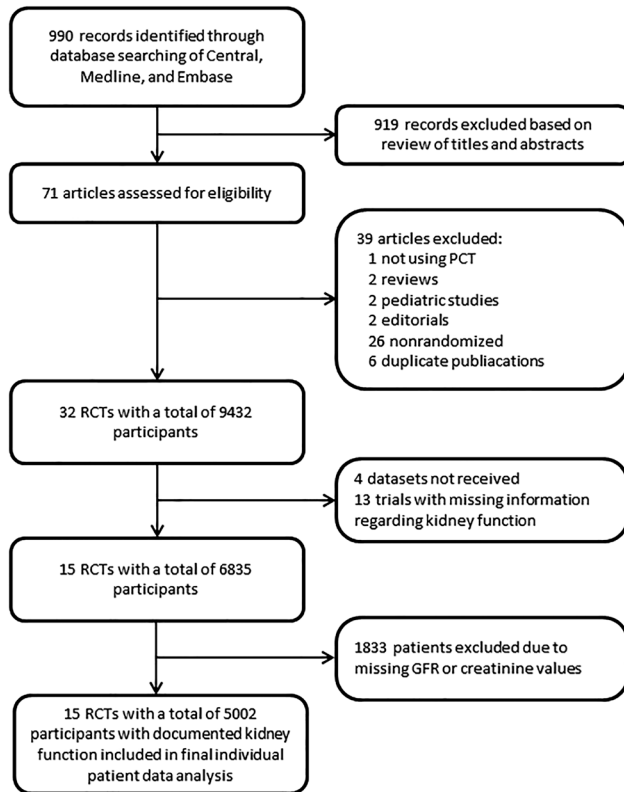 990 records identified through
database searching of Central,
Medline, and Embase
919 records excluded based on
review of titles and abstracts
71 articles assessed for eligibility
39 articles excluded:
1 not using PCT
2 reviews
2 pediatric studies
2 editorials
26 nonrandomized
6 duplicate publiacations
32 RCTs with a total of 9432
participants
4 datasets not received
13 trials with missing information
regarding kidney function
15 RCTs with a total of 6835
participants
1833 patients excluded due to
missing GFR or creatinine values
15 RCTs with a total of 5002
participants with documented kidney
function included in final individual
patient data analysis